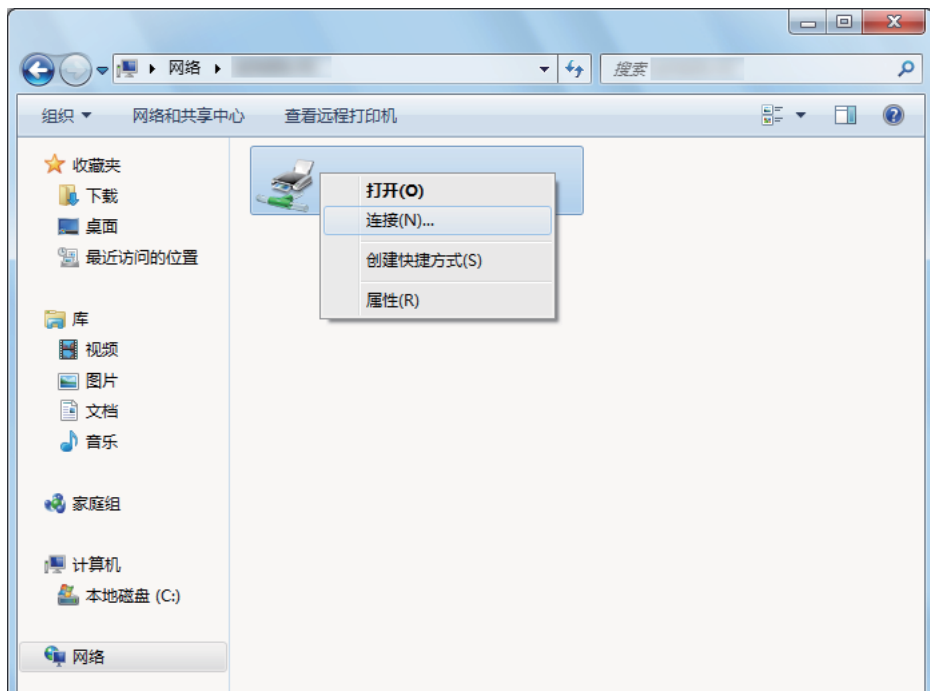 网络
搜索
组织 网络和共享中心 查看远程打印机
收藏夹
下载
桌面
最近访问的位置
库
视频
图片
文档
音乐
家庭组
计算机
本地磁盘 (C:)
网络
打开(O)
连接(N)...
创建快捷方式(S)
属性(R)